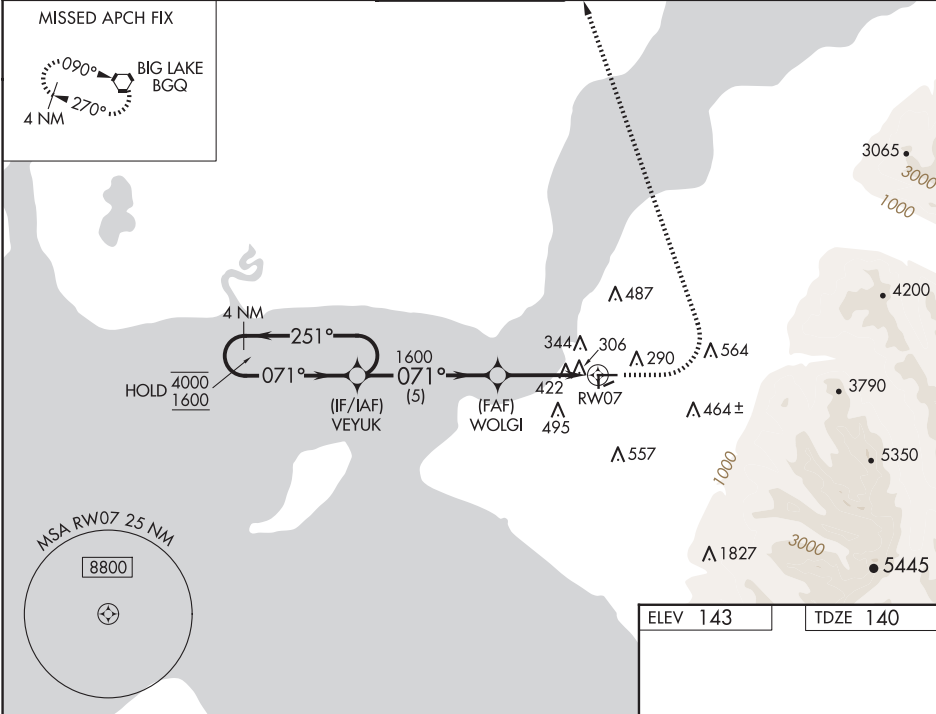 MISSED APCH FIX
090°
BIG LAKE
BGQ
270°
4 NM
3065
3000
1000
4200
487
4 NM
251°
344
306
290
564
HOLD 4000
1600
071°
1600
071°
(5)
422
RW07
3790
(IF/IAF)
VEYUK
(FAF)
WOLGI
495
464 ±
557
1000
5350
MSA RW07 25 NM
8800
1827
3000
5445
ELEV 143
TDZE 140